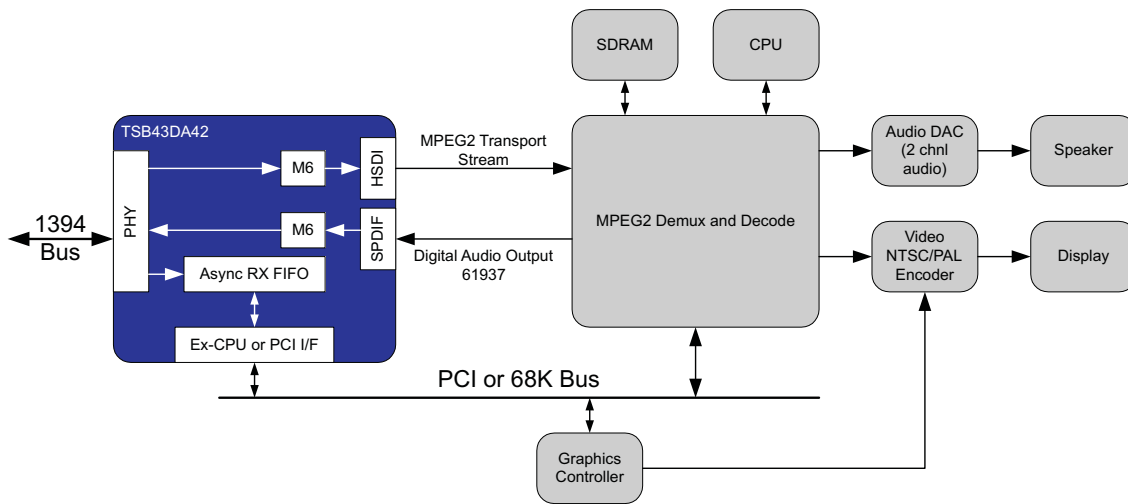 SDRAM
CPU
TSB43DA42
MPEG2 Transport
Stream
M6
HSDI
PHY
1394
Bus
M6
SPDIF
Digital Audio Output
61937
Async RX FIFO
Ex-CPU or PCI I/F
MPEG2 Demux and Decode
Audio DAC
(2 chnl
audio)
Speaker
Video
NTSC/PAL
Encoder
Display
PCI or 68K Bus
Graphics
Controller